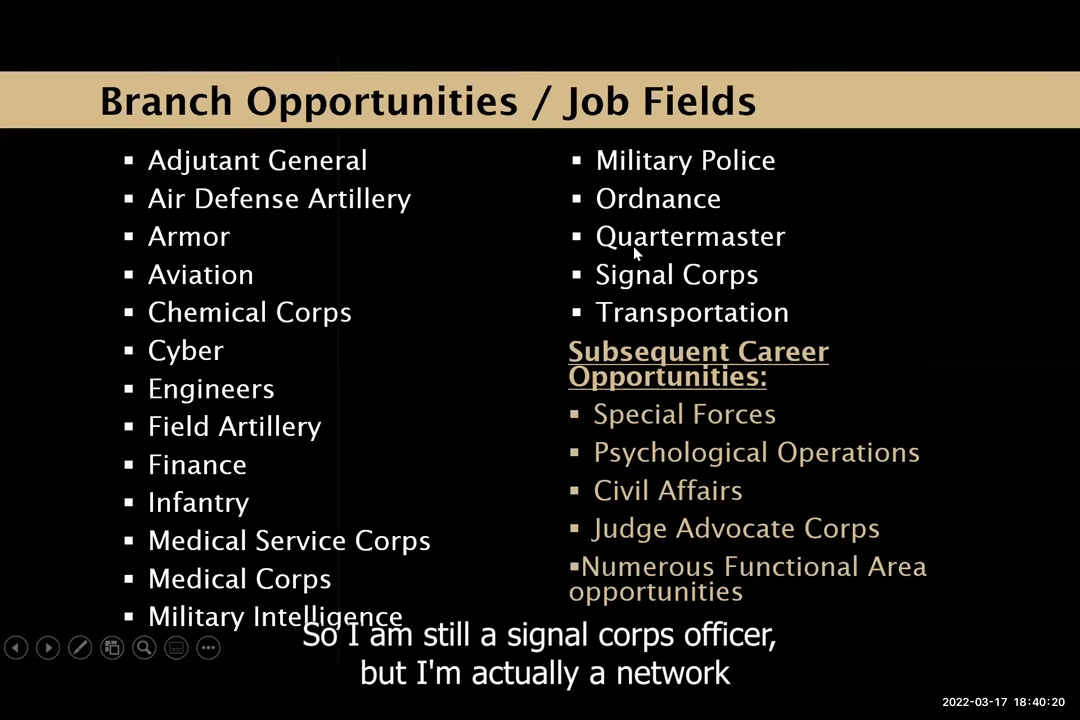 Branch Opportunities / Job Fields
▪ Adjutant General
▪ Air Defense Artillery
▪ Armor
▪ Aviation
▪ Chemical Corps
▪ Cyber
▪ Engineers
▪ Field Artillery
▪ Finance
▪ Infantry
▪ Medical Service Corps
▪ Medical Corps
▪ Military Intelligence
▪ Military Police
▪ Ordnance
▪ Quartermaster
▪ Signal Corps
▪ Transportation
Subsequent Career
Opportunities:
▪ Special Forces
▪ Psychological Operations
▪ Civil Affairs
▪ Judge Advocate Corps
▪Numerous Functional Area
opportunities
So I am still a signal corps officer,
but I'm actually a network
2022-03-17 18:40:20